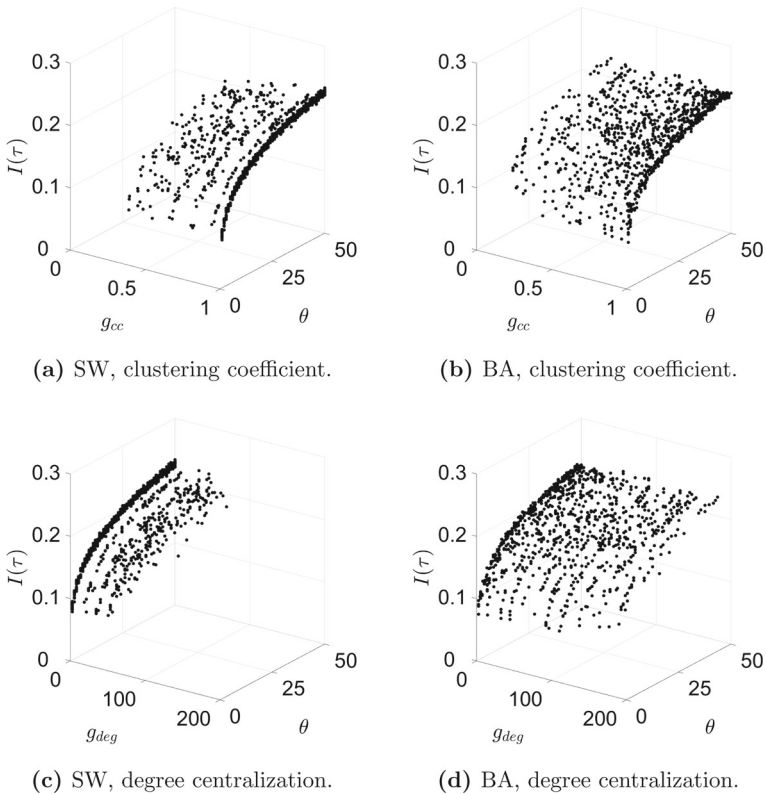 0.3
0.2
0.1
0
I(τ)
0
0.5
1
g_cc
0
25
50
θ
0.3
0.2
0.1
0
I(τ)
0
0.5
1
g_cc
0
25
50
θ
(a) SW, clustering coefficient.
(b) BA, clustering coefficient.
0.3
0.2
0.1
0
I(τ)
0
100
200
g_deg
0
25
50
θ
0.3
0.2
0.1
0
I(τ)
0
100
200
g_deg
0
25
50
θ
(c) SW, degree centralization.
(d) BA, degree centralization.